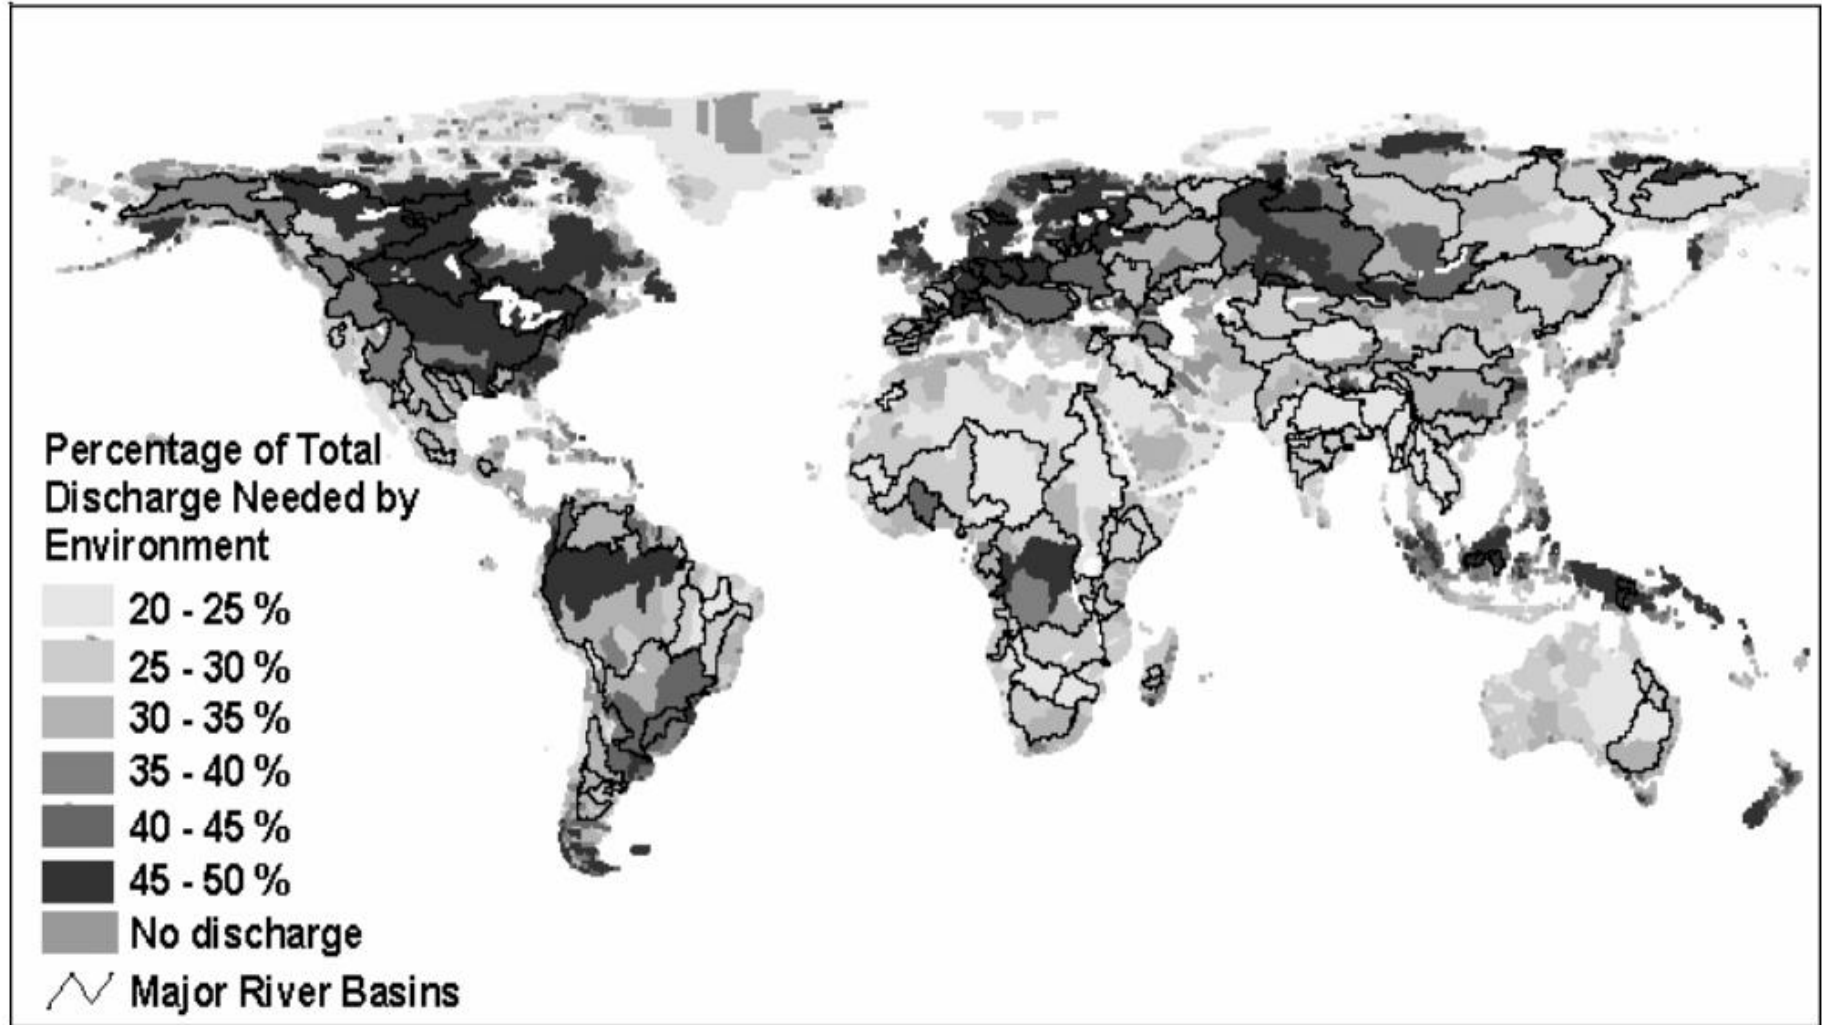 Percentage of Total
Discharge Needed by
Environment
20 - 25 %
25 - 30 %
30 - 35 %
35 - 40 %
40 - 45 %
45 - 50 %
No discharge
Major River Basins